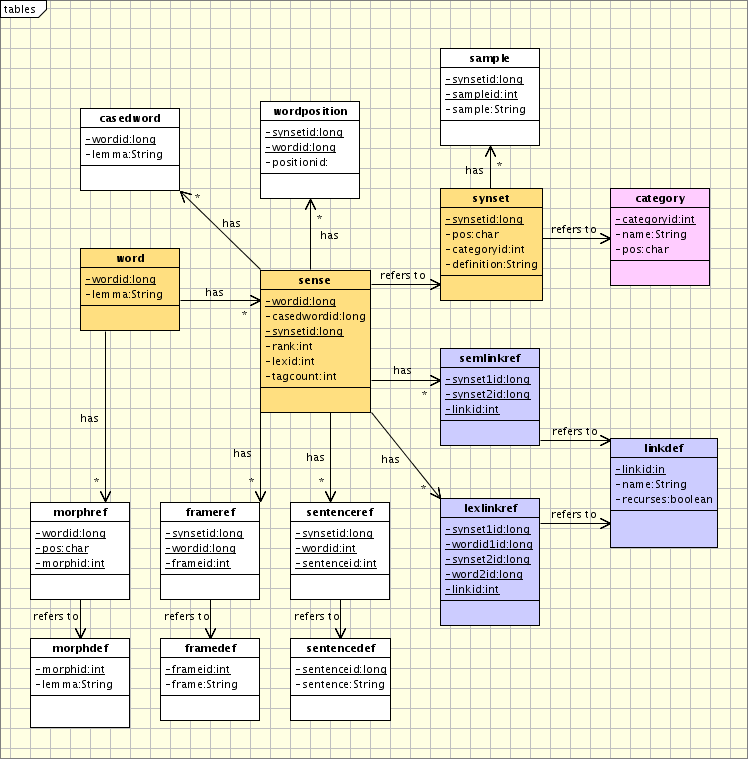 tables
sample
-synsetid:long
-sampleid:int
-sample:String
casedword
-wordid:long
-lemma:String
wordposition
-synsetid:long
-wordid:long
-positionid:
has
*
synset
-synsetid:long
-pos:char
-categoryid:int
-definition:String
refers to
category
-categoryid:int
-name:String
-pos:char
*
has
*
has
word
-wordid:long
-lemma:String
has
*
sense
-wordid:long
-casedwordid:long
-synsetid:long
-rank:int
-lexid:int
-tagcount:int
refers to
has
*
semlinkref
-synset1id:long
-synset2id:long
-linkid:int
refers to
linkdef
-linkid:in
-name:String
-recurses:boolean
has
*
has
*
has
*
has
*
lexlinkref
-synset1id:long
-wordid1id:long
-synset2id:long
-word2id:long
-linkid:int
refers to
morphref
-wordid:long
-pos:char
-morphid:int
frameref
-synsetid:long
-wordid:long
-frameid:int
sentenceref
-synsetid:long
-wordid:int
-sentenceid:int
refers to
refers to
refers to
morphdef
-morphid:int
-lemma:String
framedef
-frameid:int
-frame:String
sentencedef
-sentenceid:long
-sentence:String